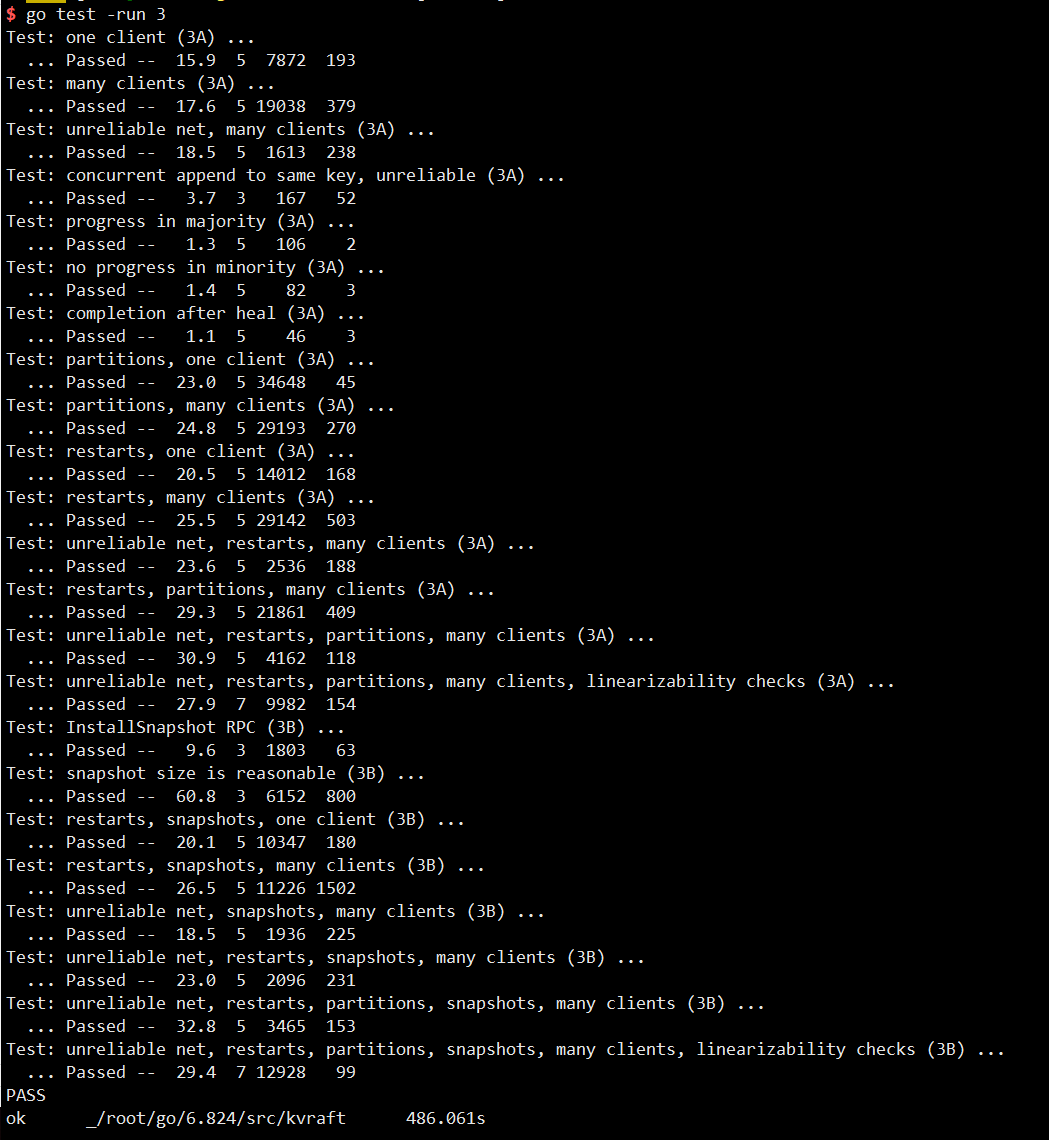 $ go test -run 3
Test: one client (3A) ...
  ... Passed --  15.9  5  7872  193
Test: many clients (3A) ...
  ... Passed --  17.6  5 19038  379
Test: unreliable net, many clients (3A) ...
  ... Passed --  18.5  5  1613  238
Test: concurrent append to same key, unreliable (3A) ...
  ... Passed --   3.7  3   167   52
Test: progress in majority (3A) ...
  ... Passed --   1.3  5   106    2
Test: no progress in minority (3A) ...
  ... Passed --   1.4  5    82    3
Test: completion after heal (3A) ...
  ... Passed --   1.1  5    46    3
Test: partitions, one client (3A) ...
  ... Passed --  23.0  5 34648   45
Test: partitions, many clients (3A) ...
  ... Passed --  24.8  5 29193  270
Test: restarts, one client (3A) ...
  ... Passed --  20.5  5 14012  168
Test: restarts, many clients (3A) ...
  ... Passed --  25.5  5 29142  503
Test: unreliable net, restarts, many clients (3A) ...
  ... Passed --  23.6  5  2536  188
Test: restarts, partitions, many clients (3A) ...
  ... Passed --  29.3  5 21861  409
Test: unreliable net, restarts, partitions, many clients (3A) ...
  ... Passed --  30.9  5  4162  118
Test: unreliable net, restarts, partitions, many clients, linearizability checks (3A) ...
  ... Passed --  27.9  7  9982  154
Test: InstallSnapshot RPC (3B) ...
  ... Passed --   9.6  3  1803   63
Test: snapshot size is reasonable (3B) ...
  ... Passed --  60.8  3  6152  800
Test: restarts, snapshots, one client (3B) ...
  ... Passed --  20.1  5 10347  180
Test: restarts, snapshots, many clients (3B) ...
  ... Passed --  26.5  5 11226 1502
Test: unreliable net, snapshots, many clients (3B) ...
  ... Passed --  18.5  5  1936  225
Test: unreliable net, restarts, snapshots, many clients (3B) ...
  ... Passed --  23.0  5  2096  231
Test: unreliable net, restarts, partitions, snapshots, many clients (3B) ...
  ... Passed --  32.8  5  3465  153
Test: unreliable net, restarts, partitions, snapshots, many clients, linearizability checks (3B) ...
  ... Passed --  29.4  7 12928   99
PASS
ok      _/root/go/6.824/src/kvraft      486.061s